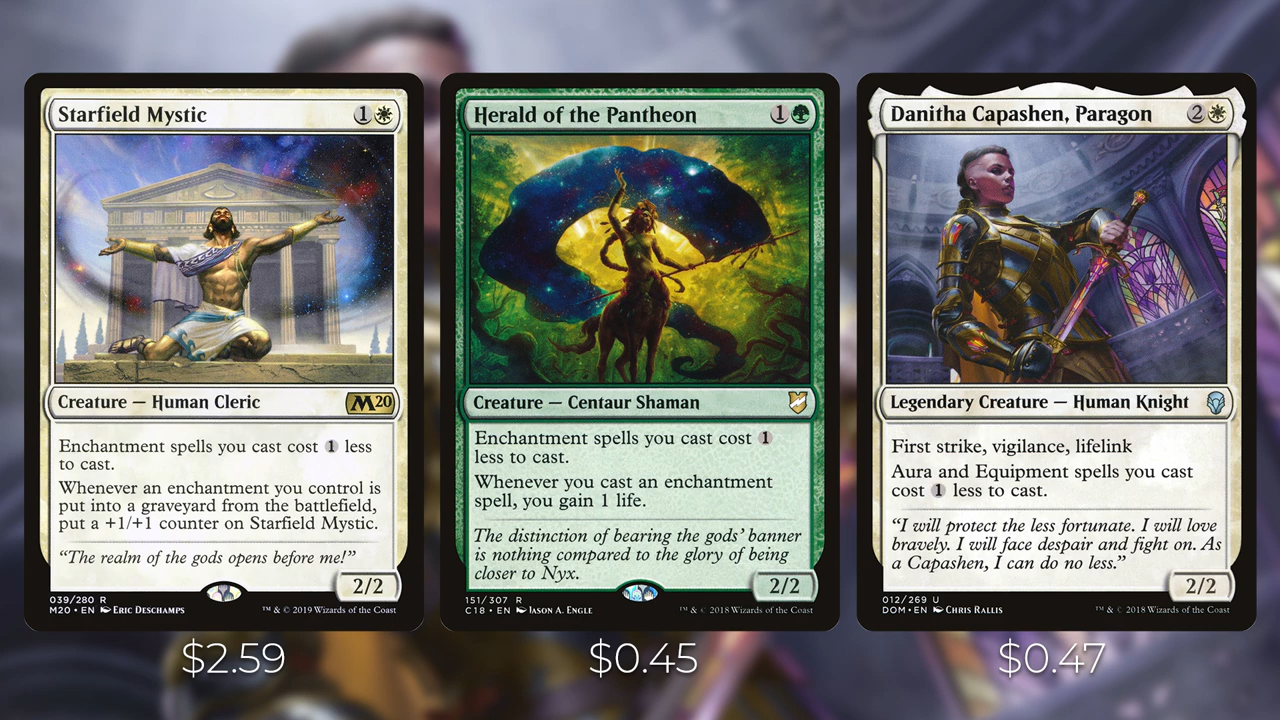 Starfield Mystic 1
Creature — Human Cleric M20
Enchantment spells you cast cost 1 less
to cast.
Whenever an enchantment you control is
put into a graveyard from the battlefield,
put a +1/+1 counter on Starfield Mystic.
“The realm of the gods opens before me!”
2/2
039/280 R
M20 • EN Eric Deschamps ™ & © 2019 Wizards of the Coast
$2.59
Herald of the Pantheon 1
Creature — Centaur Shaman
Enchantment spells you cast cost 1
less to cast.
Whenever you cast an enchantment
spell, you gain 1 life.
The distinction of bearing the gods’ banner
is nothing compared to the glory of being
closer to Nyx.
2/2
151/307 R
C18 • EN Jason A. Engle ™ & © 2018 Wizards of the Coast
$0.45
Danitha Capashen, Paragon 2
Legendary Creature — Human Knight
First strike, vigilance, lifelink
Aura and Equipment spells you cast
cost 1 less to cast.
“I will protect the less fortunate. I will love
bravely. I will face despair and fight on. As
a Capashen, I can do no less.”
2/2
012/269 U
DOM • EN Chris Rallis ™ & © 2018 Wizards of the Coast
$0.47